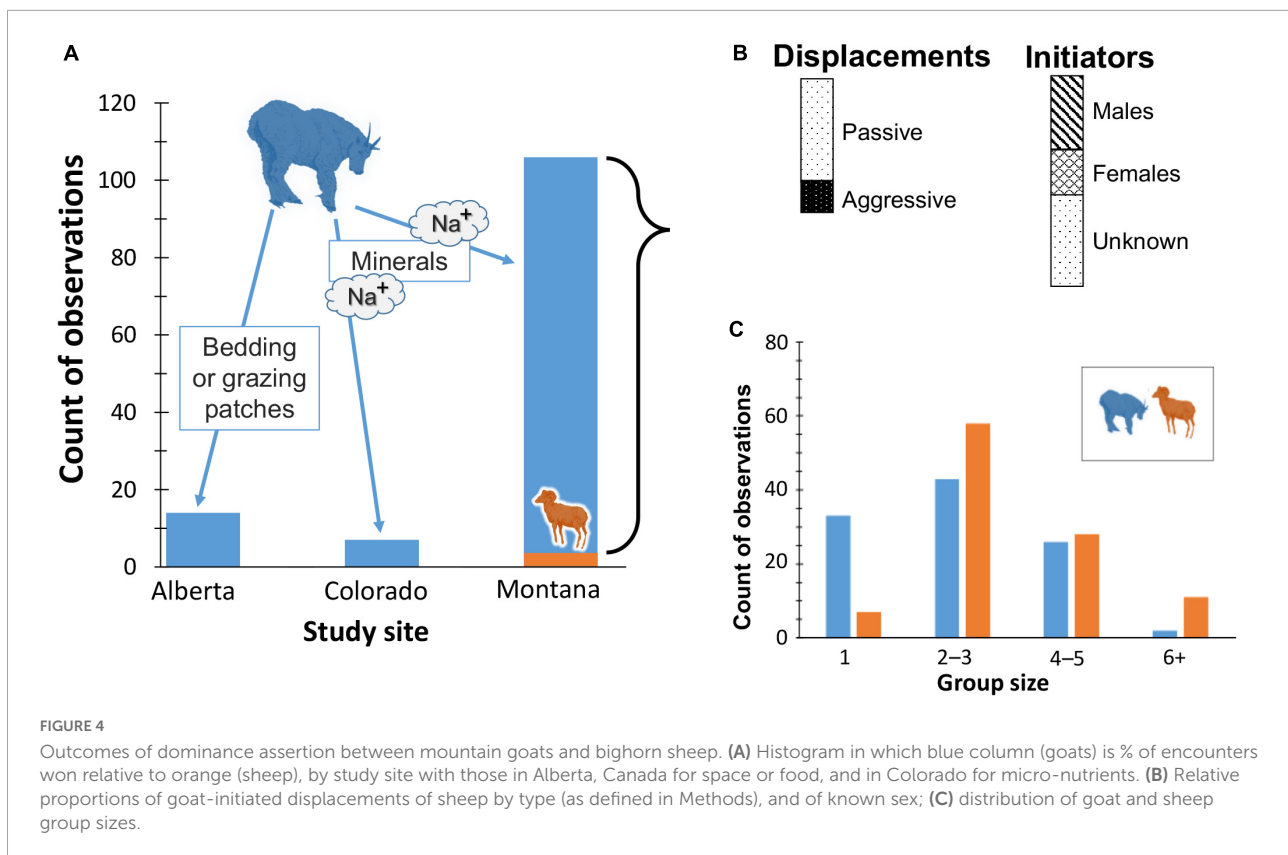 A
Count of observations
120
100
80
60
40
20
0
Na+
Minerals
Na+
Bedding
or grazing
patches
Alberta
Colorado
Montana
Study site
B
Displacements
Passive
Aggressive
Initiators
Males
Females
Unknown
C
Count of observations
80
60
40
20
0
1
2–3
4–5
6+
Group size
FIGURE 4
Outcomes of dominance assertion between mountain goats and bighorn sheep. (A) Histogram in which blue column (goats) is % of encounters
won relative to orange (sheep), by study site with those in Alberta, Canada for space or food, and in Colorado for micro-nutrients. (B) Relative
proportions of goat-initiated displacements of sheep by type (as defined in Methods), and of known sex; (C) distribution of goat and sheep
group sizes.